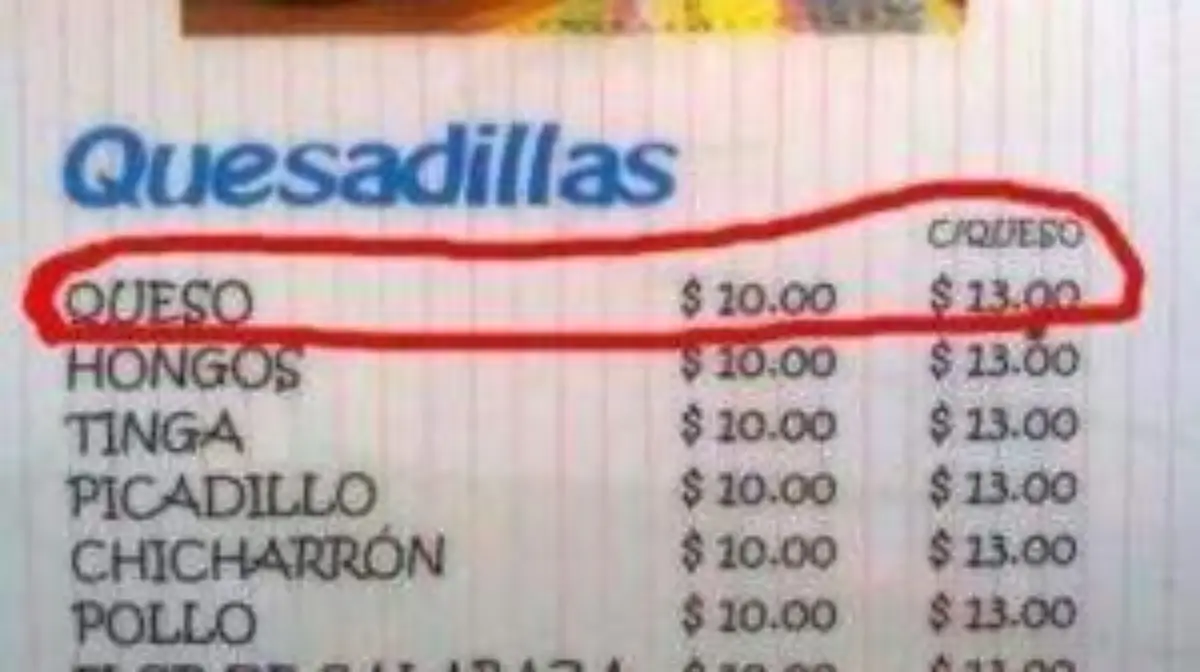 Quesadillas
C/QUESO
QUESO $ 10.00 $ 13.00
HONGOS $ 10.00 $ 13.00
TINGA $ 10.00 $ 13.00
PICADILLO $ 10.00 $ 13.00
CHICHARRÓN $ 10.00 $ 13.00
POLLO $ 10.00 $ 13.00